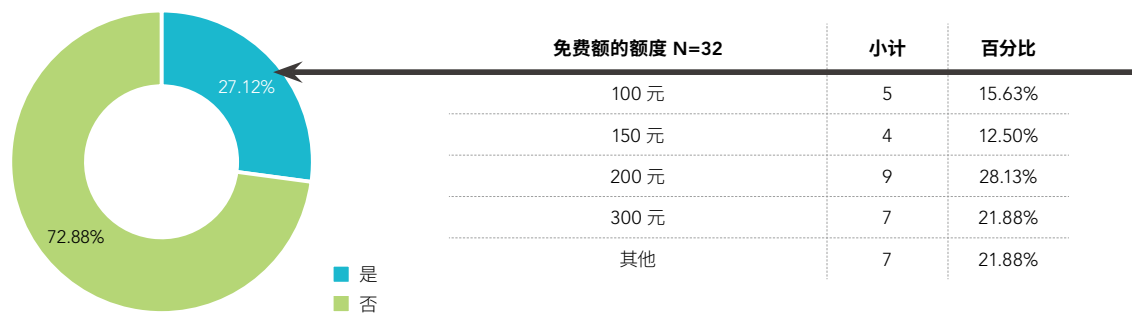 27.12%
72.88%
是
否
免费额的额度 N=32 小计 百分比
100 元 5 15.63%
150 元 4 12.50%
200 元 9 28.13%
300 元 7 21.88%
其他 7 21.88%